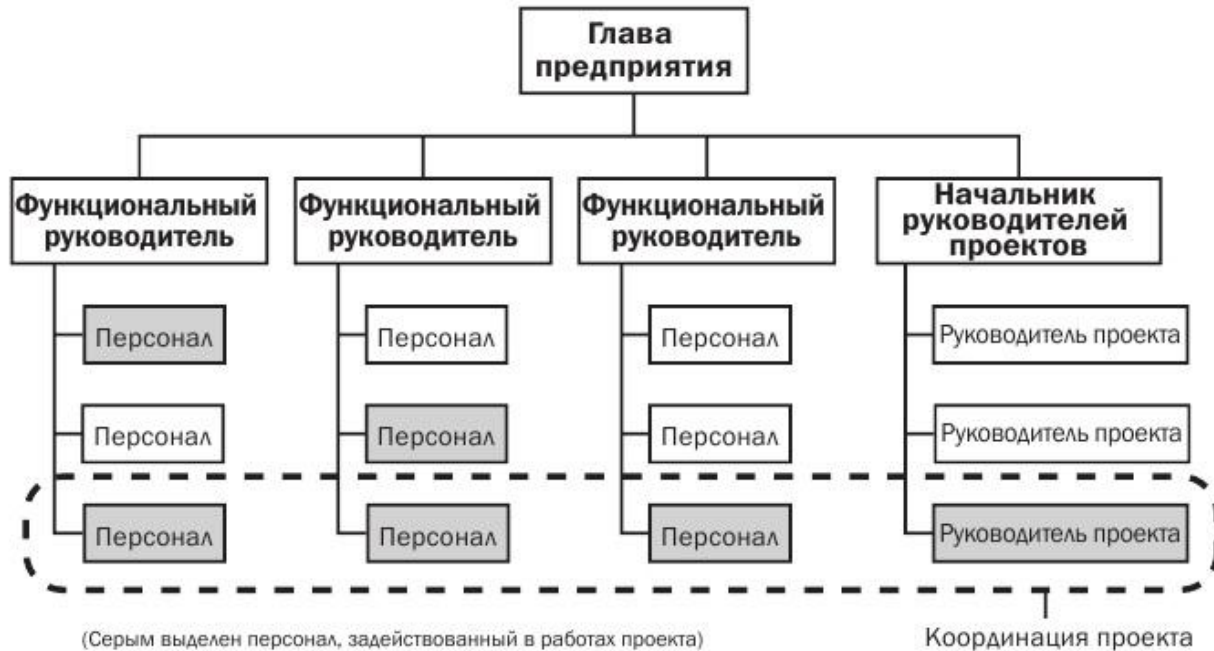 Глава
предприятия
Функциональный
руководитель
Функциональный
руководитель
Функциональный
руководитель
Начальник
руководителей
проектов
Персонал
Персонал
Персонал
Руководитель проекта
Персонал
Персонал
Персонал
Руководитель проекта
Персонал
Персонал
Персонал
Руководитель проекта
(Серым выделен персонал, задействованный в работах проекта)
Координация проекта